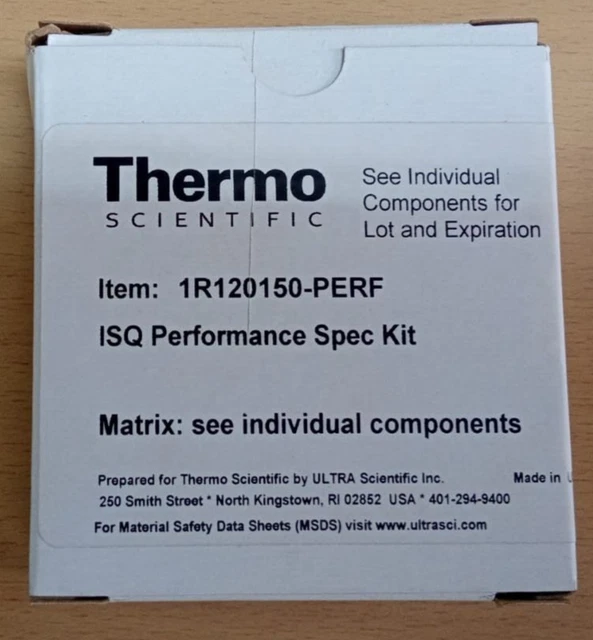 Thermo
SCIENTIFIC
See Individual
Components for
Lot and Expiration
Item: 1R120150-PERF
ISQ Performance Spec Kit
Matrix: see individual components
Prepared for Thermo Scientific by ULTRA Scientific Inc. Made in
250 Smith Street * North Kingstown, RI 02852 USA * 401-294-9400
For Material Safety Data Sheets (MSDS) visit www.ultrasci.com